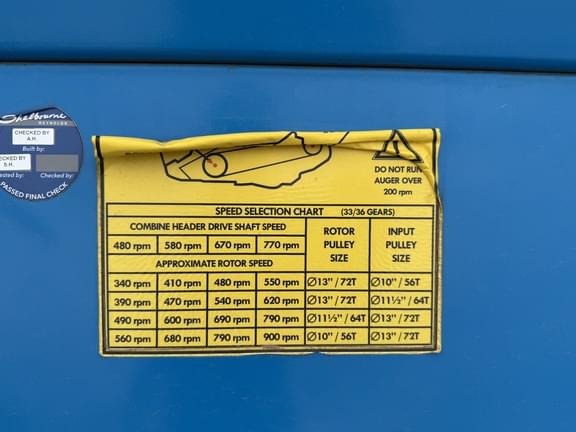 Shelbourne
REYNOLDS
CHECKED BY
A.H.
Built by:
CHECKED BY
S.H.
Tested by: Checked by:
PASSED FINAL CHECK
DO NOT RUN
AUGER OVER
200 rpm
SPEED SELECTION CHART (33/36 GEARS)
COMBINE HEADER DRIVE SHAFT SPEED
ROTOR PULLEY SIZE
INPUT PULLEY SIZE
480 rpm 580 rpm 670 rpm 770 rpm
APPROXIMATE ROTOR SPEED
340 rpm 410 rpm 480 rpm 550 rpm Ø13" / 72T Ø10" / 56T
390 rpm 470 rpm 540 rpm 620 rpm Ø13" / 72T Ø11½" / 64T
490 rpm 600 rpm 690 rpm 790 rpm Ø11½" / 64T Ø13" / 72T
560 rpm 680 rpm 790 rpm 900 rpm Ø10" / 56T Ø13" / 72T